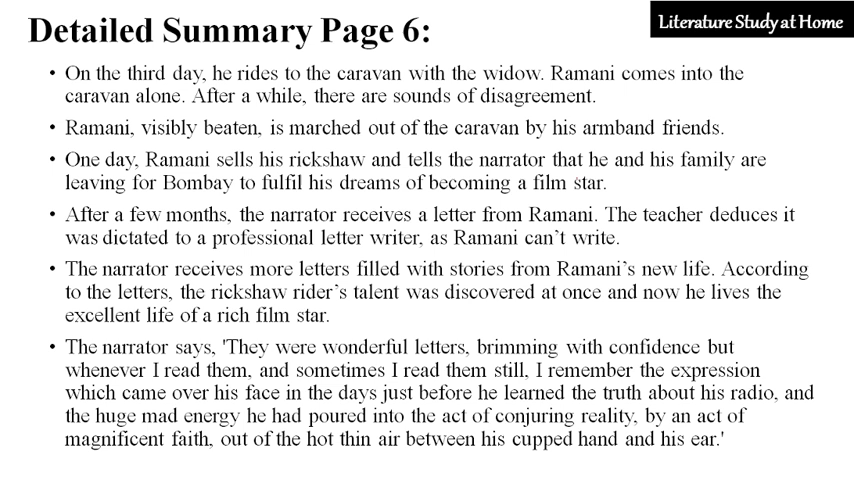 Detailed Summary Page 6:
Literature Study at Home
• On the third day, he rides to the caravan with the widow. Ramani comes into the
caravan alone. After a while, there are sounds of disagreement.
• Ramani, visibly beaten, is marched out of the caravan by his armband friends.
• One day, Ramani sells his rickshaw and tells the narrator that he and his family are
leaving for Bombay to fulfil his dreams of becoming a film star.
• After a few months, the narrator receives a letter from Ramani. The teacher deduces it
was dictated to a professional letter writer, as Ramani can't write.
• The narrator receives more letters filled with stories from Ramani's new life. According
to the letters, the rickshaw rider's talent was discovered at once and now he lives the
excellent life of a rich film star.
• The narrator says, 'They were wonderful letters, brimming with confidence but
whenever I read them, and sometimes I read them still, I remember the expression
which came over his face in the days just before he learned the truth about his radio, and
the huge mad energy he had poured into the act of conjuring reality, by an act of
magnificent faith, out of the hot thin air between his cupped hand and his ear.'